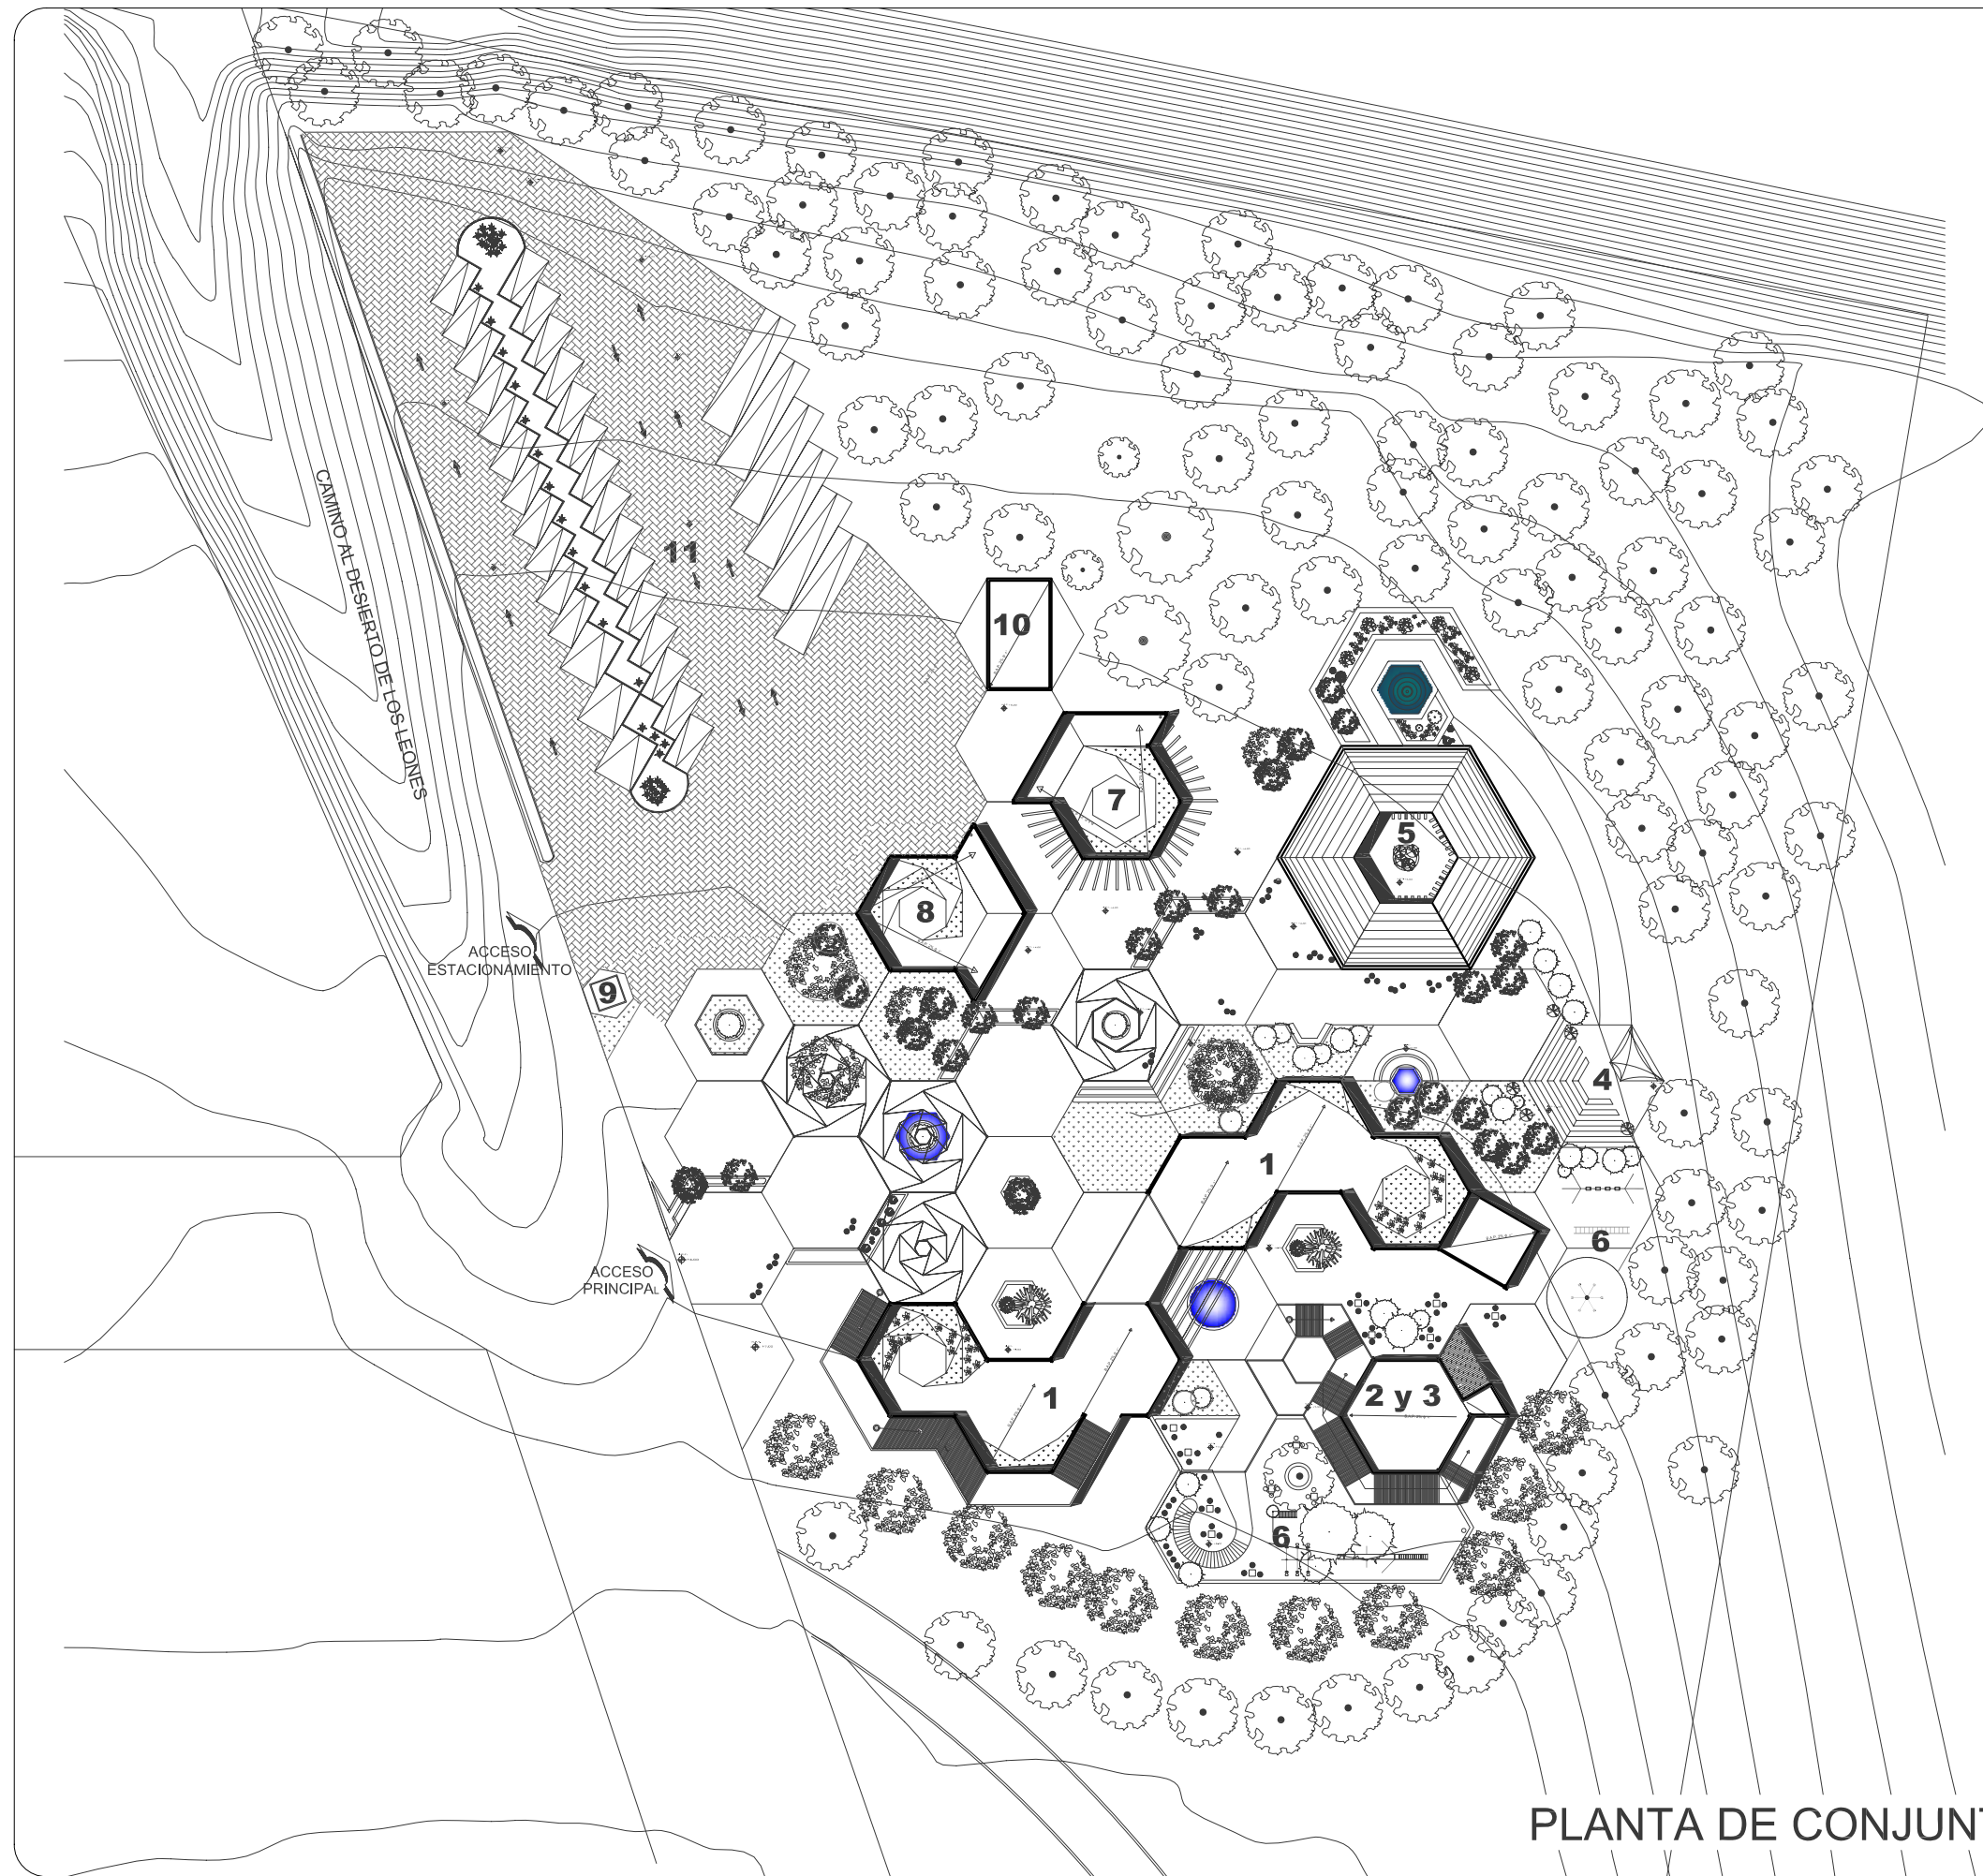 CAMINO AL DESIERTO DE LOS LEONES
11
10
7
5
8
ACCESO
ESTACIONAMIENTO
9
4
1
6
ACCESO
PRINCIPAL
2 y 3
1
6
PLANTA DE CONJUNT